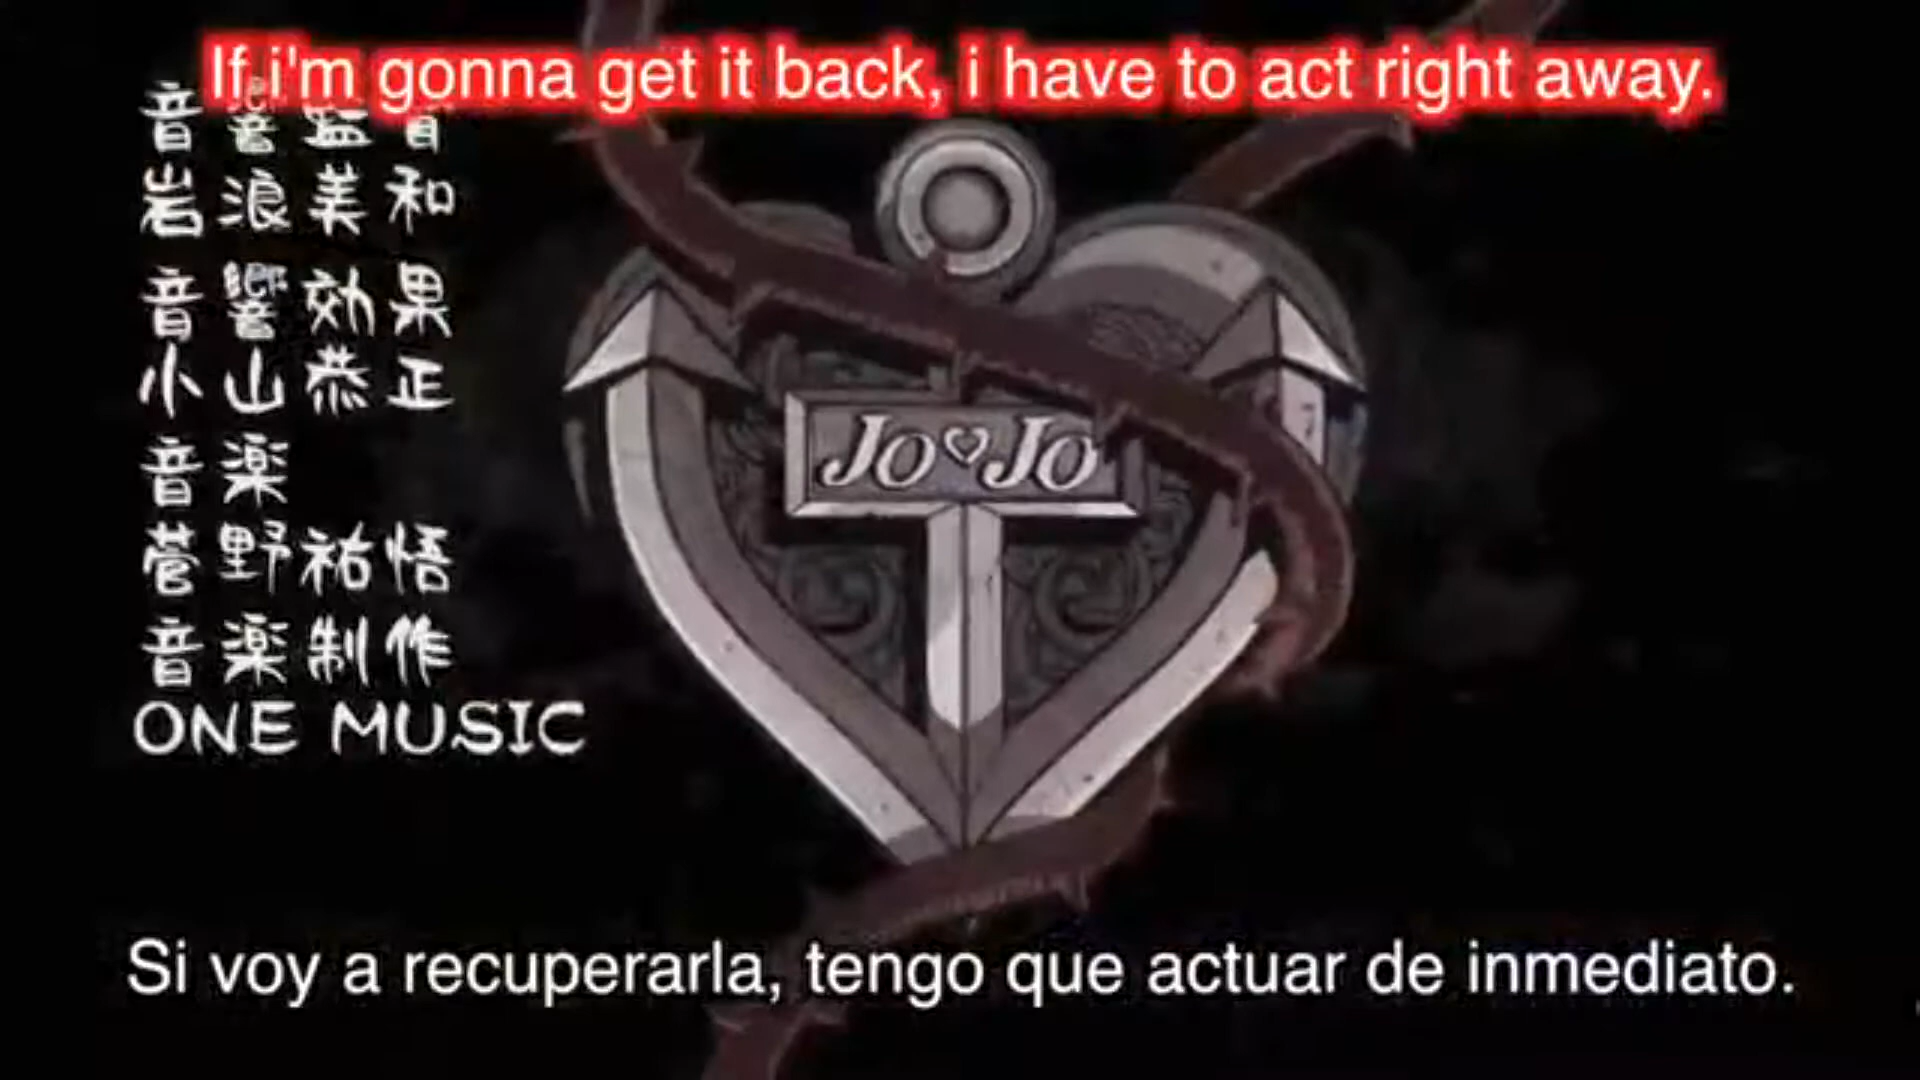 If i'm gonna get it back, i have to act right away.
音響監督
岩浪美和
音響効果
小山恭正
音楽
菅野祐悟
音楽制作
ONE MUSIC
Jo♡Jo
Si voy a recuperarla, tengo que actuar de inmediato.